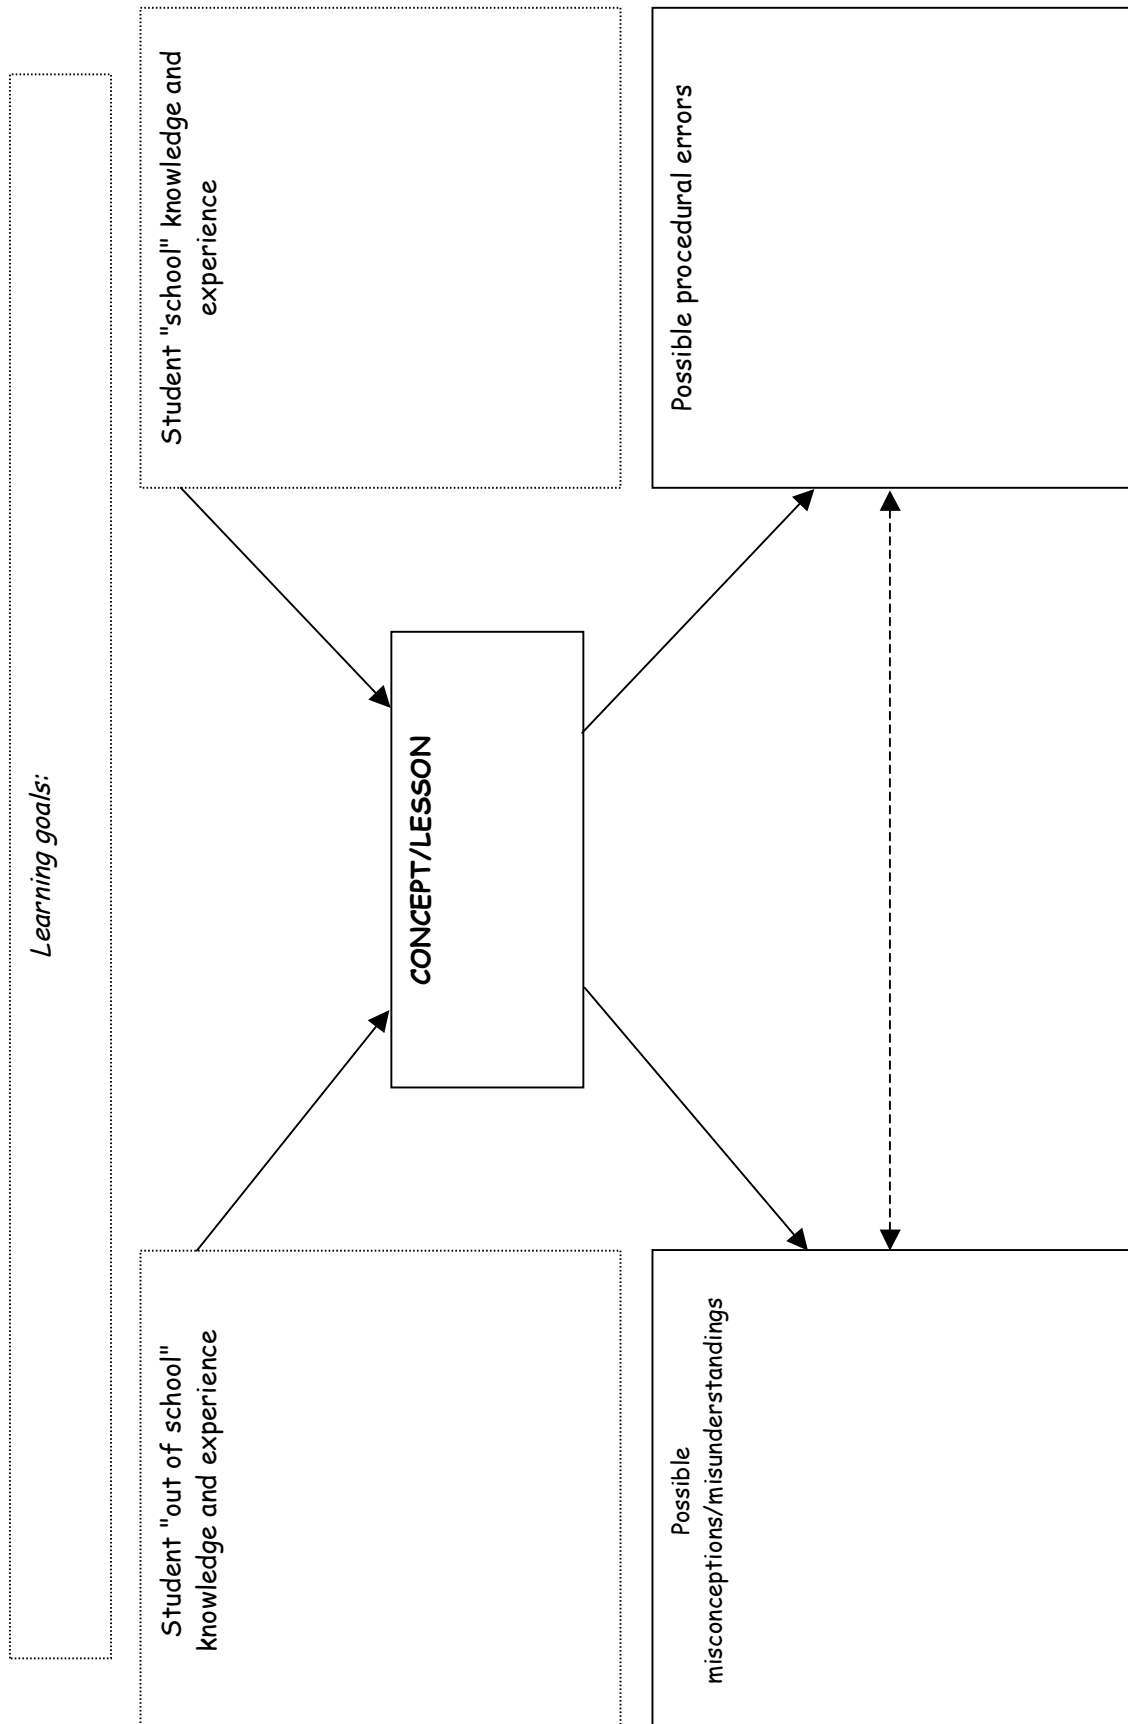 Learning goals:
Student "out of school"
knowledge and experience
Student "school" knowledge and
experience
CONCEPT/LESSON
Possible
misconceptions/misunderstandings
Possible procedural errors